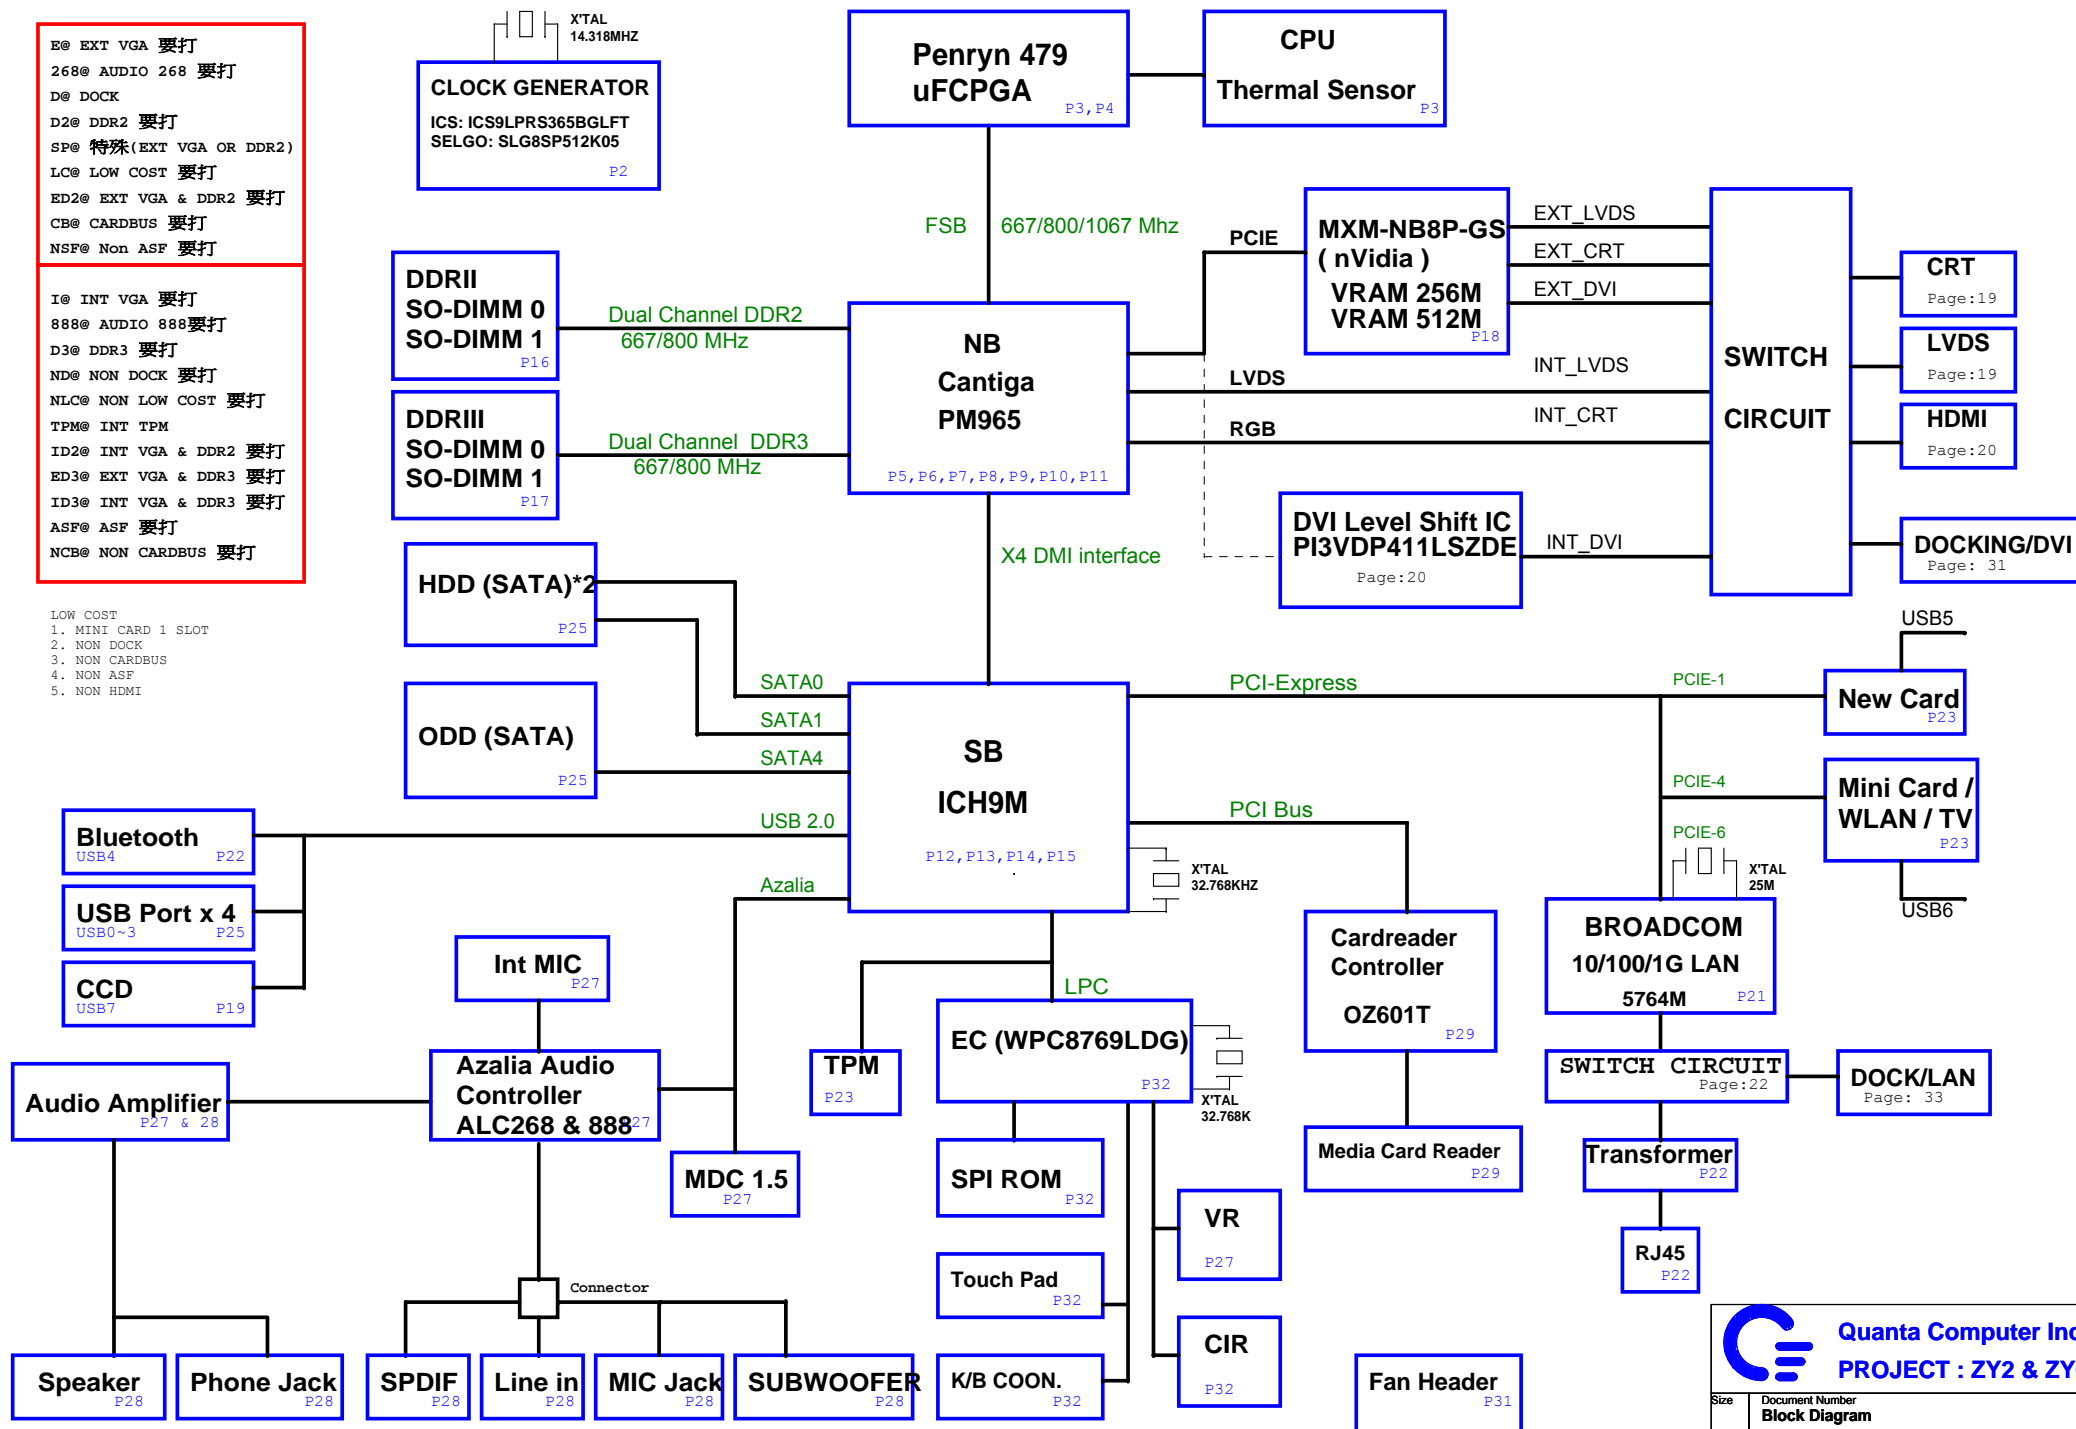 E@ EXT VGA 要打
268@ AUDIO 268 要打
D@ DOCK
D2@ DDR2 要打
SP@ 特殊(EXT VGA OR DDR2)
LC@ LOW COST 要打
ED2@ EXT VGA & DDR2 要打
CB@ CARDBUS 要打
NSF@ Non ASF 要打
I@ INT VGA 要打
888@ AUDIO 888要打
D3@ DDR3 要打
ND@ NON DOCK 要打
NLC@ NON LOW COST 要打
TPM@ INT TPM
ID2@ INT VGA & DDR2 要打
ED3@ EXT VGA & DDR3 要打
ID3@ INT VGA & DDR3 要打
ASF@ ASF 要打
NCB@ NON CARDBUS 要打
LOW COST
1. MINI CARD 1 SLOT
2. NON DOCK
3. NON CARDBUS
4. NON ASF
5. NON HDMI
X'TAL
14.318MHZ
CLOCK GENERATOR
ICS: ICS9LPRS365BGLFT
SELGO: SLG8SP512K05
P2
Penryn 479
uFCPGA
P3,P4
CPU
Thermal Sensor
P3
FSB
667/800/1067 Mhz
DDRII
SO-DIMM 0
SO-DIMM 1
P16
Dual Channel DDR2
667/800 MHz
DDRIII
SO-DIMM 0
SO-DIMM 1
P17
Dual Channel DDR3
667/800 MHz
NB
Cantiga
PM965
P5,P6,P7,P8,P9,P10,P11
PCIE
LVDS
RGB
MXM-NB8P-GS
( nVidia )
VRAM 256M
VRAM 512M
P18
EXT_LVDS
EXT_CRT
EXT_DVI
INT_LVDS
INT_CRT
DVI Level Shift IC
PI3VDP411LSZDE
Page:20
INT_DVI
SWITCH
CIRCUIT
CRT
Page:19
LVDS
Page:19
HDMI
Page:20
DOCKING/DVI
Page: 31
X4 DMI interface
HDD (SATA)*2
P25
ODD (SATA)
P25
SATA0
SATA1
SATA4
USB 2.0
Azalia
SB
ICH9M
P12,P13,P14,P15
X'TAL
32.768KHZ
PCI-Express
PCI Bus
PCIE-1
PCIE-4
PCIE-6
USB5
New Card
P23
Mini Card /
WLAN / TV
P23
USB6
X'TAL
25M
Bluetooth
USB4
P22
USB Port x 4
USB0~3
P25
CCD
USB7
P19
Int MIC
P27
Azalia Audio
Controller
ALC268 & 888
P27
Audio Amplifier
P27 & 28
MDC 1.5
P27
TPM
P23
LPC
EC (WPC8769LDG)
P32
X'TAL
32.768K
SPI ROM
P32
Touch Pad
P32
K/B COON.
P32
VR
P27
CIR
P32
Cardreader
Controller
OZ601T
P29
Media Card Reader
P29
BROADCOM
10/100/1G LAN
5764M
P21
SWITCH CIRCUIT
Page:22
DOCK/LAN
Page: 33
Transformer
P22
RJ45
P22
Connector
Speaker
P28
Phone Jack
P28
SPDIF
P28
Line in
P28
MIC Jack
P28
SUBWOOFER
P28
Fan Header
P31
Quanta Computer Inc
PROJECT : ZY2 & ZY
Size
Document Number
Block Diagram